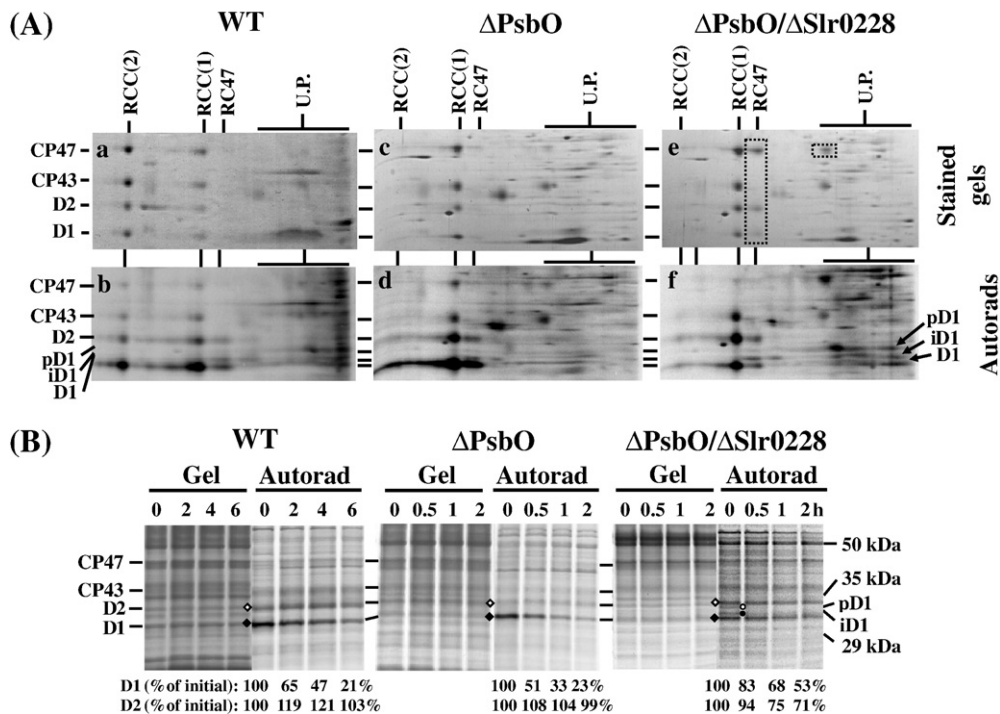 (A)
WT ΔPsbO ΔPsbO/ΔSlr0228
RCC(2) RCC(1) RC47 U.P. RCC(2) RCC(1) RC47 U.P. RCC(2) RCC(1) RC47 U.P.
a c e
CP47
CP43
D2
D1
Stained gels
b d f
CP47
CP43
D2
pD1
iD1
D1
pD1
iD1
D1
Autorads
(B)
WT ΔPsbO ΔPsbO/ΔSlr0228
Gel Autorad Gel Autorad Gel Autorad
0 2 4 6 0 2 4 6 0 0.5 1 2 0 0.5 1 2 0 0.5 1 2 0 0.5 1 2h
CP47
CP43
D2
D1
50 kDa
35 kDa
pD1
iD1
29 kDa
D1 (% of initial): 100 65 47 21% 100 51 33 23% 100 83 68 53%
D2 (% of initial): 100 119 121 103% 100 108 104 99% 100 94 75 71%